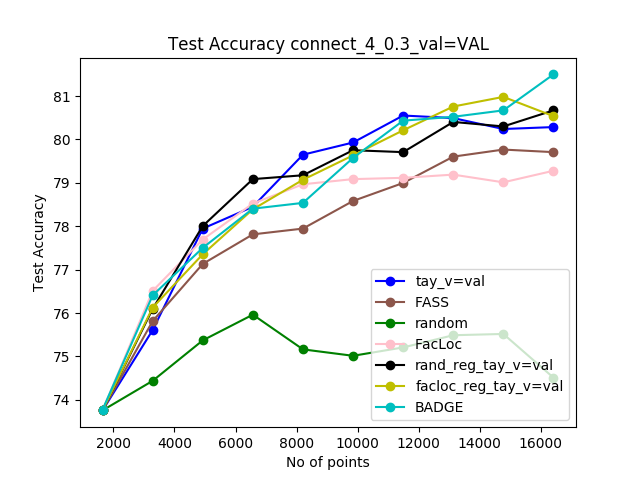 Test Accuracy connect_4_0.3_val=VAL
Test Accuracy
81
80
79
78
77
76
75
74
2000 4000 6000 8000 10000 12000 14000 16000
No of points
tay_v=val
FASS
random
FacLoc
rand_reg_tay_v=val
facloc_reg_tay_v=val
BADGE